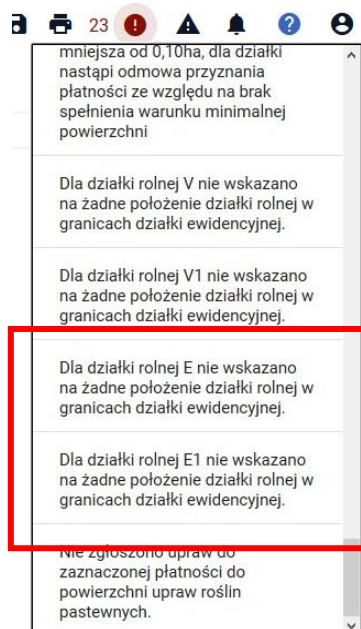 23
mniejsza od 0,10ha, dla działki
nastąpi odmowa przyznania
płatności ze względu na brak
spełnienia warunku minimalnej
powierzchni
Dla działki rolnej V nie wskazano
na żadne położenie działki rolnej w
granicach działki ewidencyjnej.
Dla działki rolnej V1 nie wskazano
na żadne położenie działki rolnej w
granicach działki ewidencyjnej.
Dla działki rolnej E nie wskazano
na żadne położenie działki rolnej w
granicach działki ewidencyjnej.
Dla działki rolnej E1 nie wskazano
na żadne położenie działki rolnej w
granicach działki ewidencyjnej.
Nie zgłoszono upraw do
zaznaczonej płatności do
powierzchni upraw roślin
pastewnych.